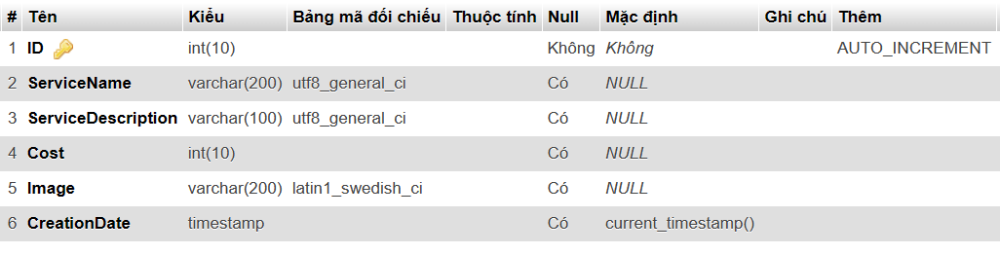 # Tên Kiểu Bảng mã đối chiếu Thuộc tính Null Mặc định Ghi chú Thêm
1 ID int(10) Không Không AUTO_INCREMENT
2 ServiceName varchar(200) utf8_general_ci Có NULL
3 ServiceDescription varchar(100) utf8_general_ci Có NULL
4 Cost int(10) Có NULL
5 Image varchar(200) latin1_swedish_ci Có NULL
6 CreationDate timestamp Có current_timestamp()